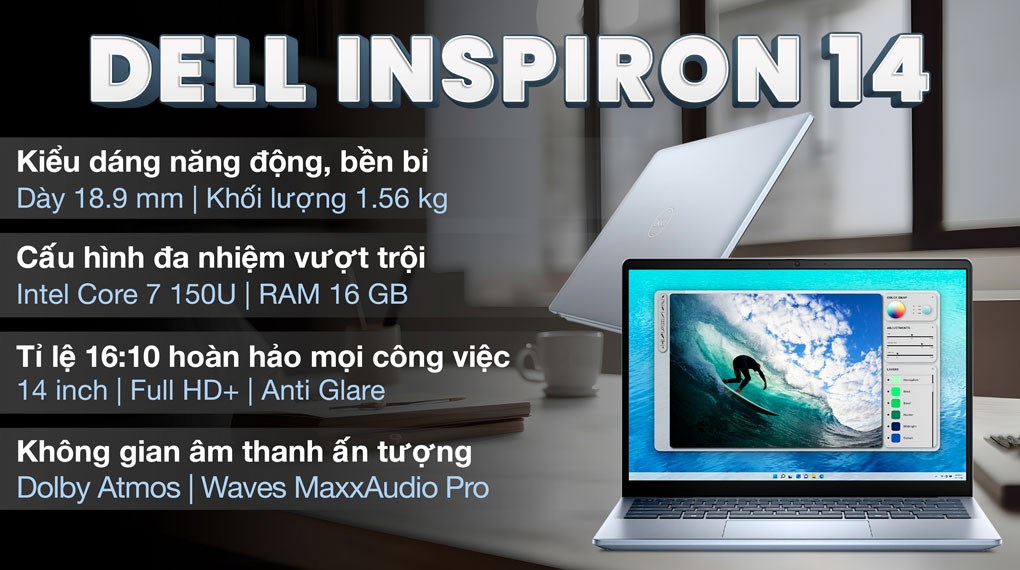 DELL INSPIRON 14
Kiểu dáng năng động, bền bỉ
Dày 18.9 mm | Khối lượng 1.56 kg
Cấu hình đa nhiệm vượt trội
Intel Core 7 150U | RAM 16 GB
Tỉ lệ 16:10 hoàn hảo mọi công việc
14 inch | Full HD+ | Anti Glare
Không gian âm thanh ấn tượng
Dolby Atmos | Waves MaxxAudio Pro
ADJUSTMENTS
LAYERS